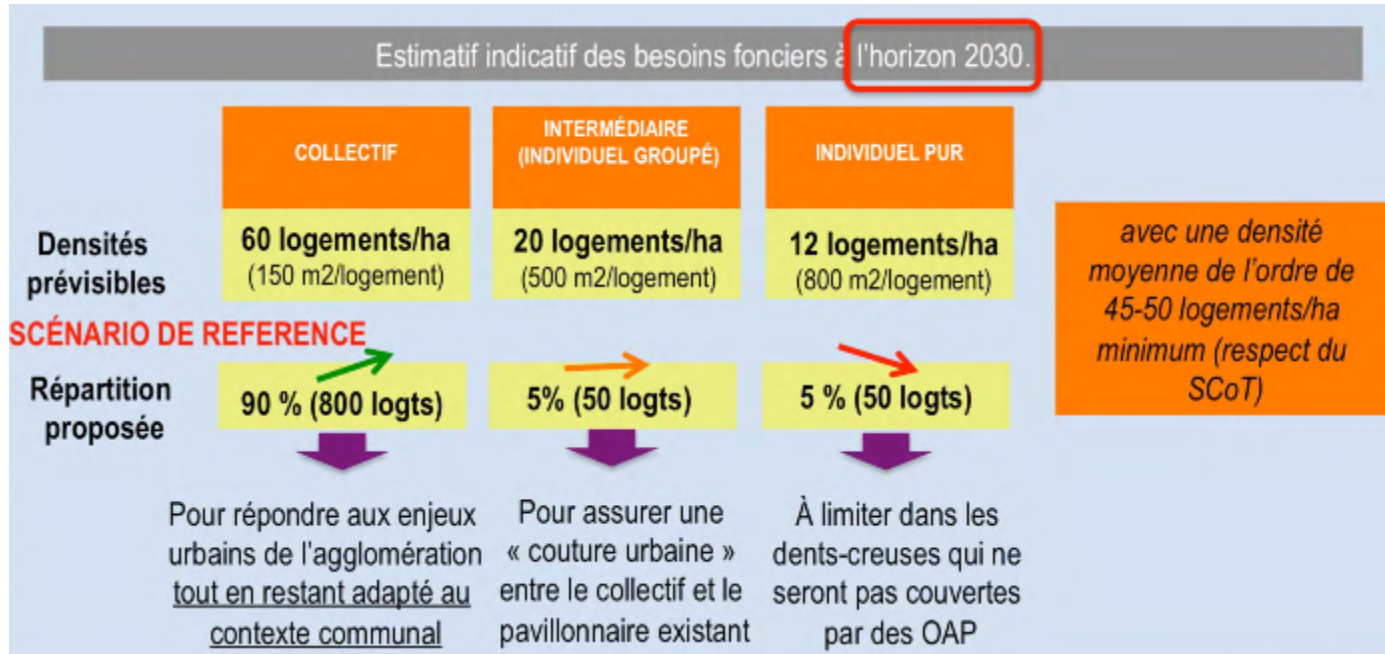 Estimatif indicatif des besoins fonciers à l'horizon 2030.
COLLECTIF
INTERMÉDIAIRE
(INDIVIDUEL GROUPÉ)
INDIVIDUEL PUR
Densités
prévisibles
60 logements/ha
(150 m2/logement)
20 logements/ha
(500 m2/logement)
12 logements/ha
(800 m2/logement)
avec une densité
moyenne de l'ordre de
45-50 logements/ha
minimum (respect du
SCoT)
SCÉNARIO DE REFERENCE
Répartition
proposée
90 % (800 logts)
5% (50 logts)
5 % (50 logts)
Pour répondre aux enjeux
urbains de l'agglomération
tout en restant adapté au
contexte communal
Pour assurer une
« couture urbaine »
entre le collectif et le
pavillonnaire existant
À limiter dans les
dents-creuses qui ne
seront pas couvertes
par des OAP